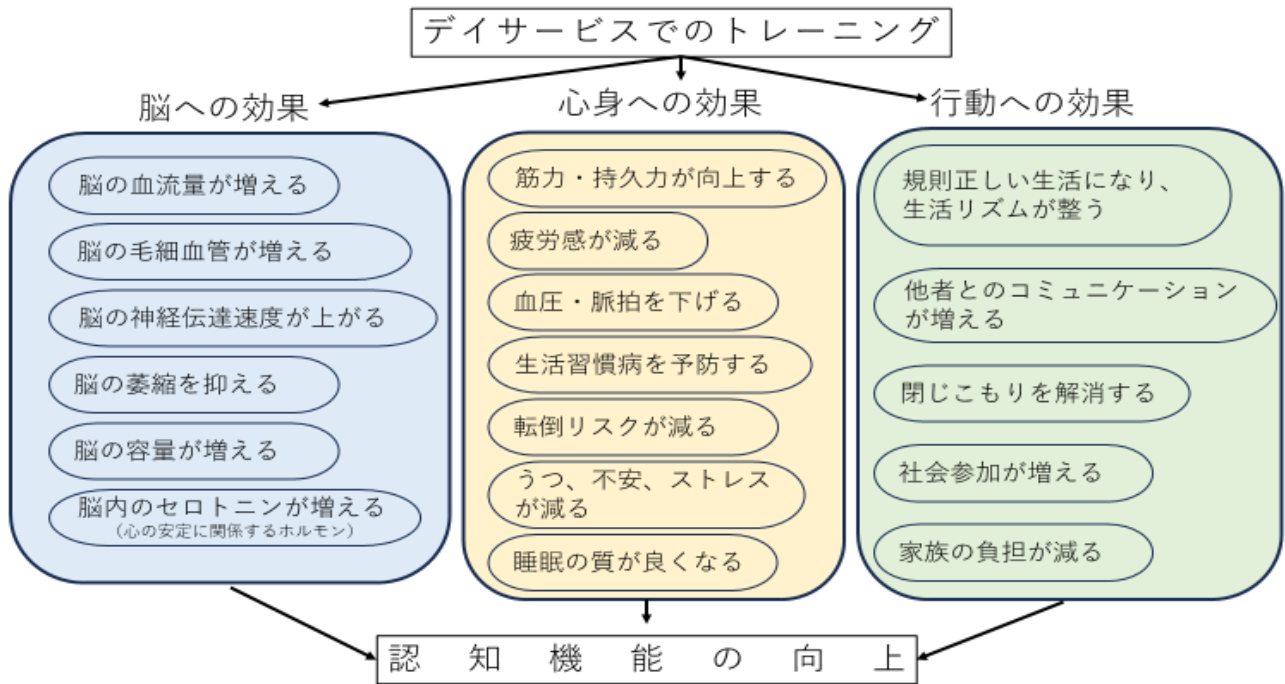 デイサービスでのトレーニング
脳への効果
脳の血流量が増える
脳の毛細血管が増える
脳の神経伝達速度が上がる
脳の萎縮を抑える
脳の容量が増える
脳内のセロトニンが増える
（心の安定に関係するホルモン）
心身への効果
筋力・持久力が向上する
疲労感が減る
血圧・脈拍を下げる
生活習慣病を予防する
転倒リスクが減る
うつ、不安、ストレス
が減る
睡眠の質が良くなる
行動への効果
規則正しい生活になり、
生活リズムが整う
他者とのコミュニケーション
が増える
閉じこもりを解消する
社会参加が増える
家族の負担が減る
認知機能の向上